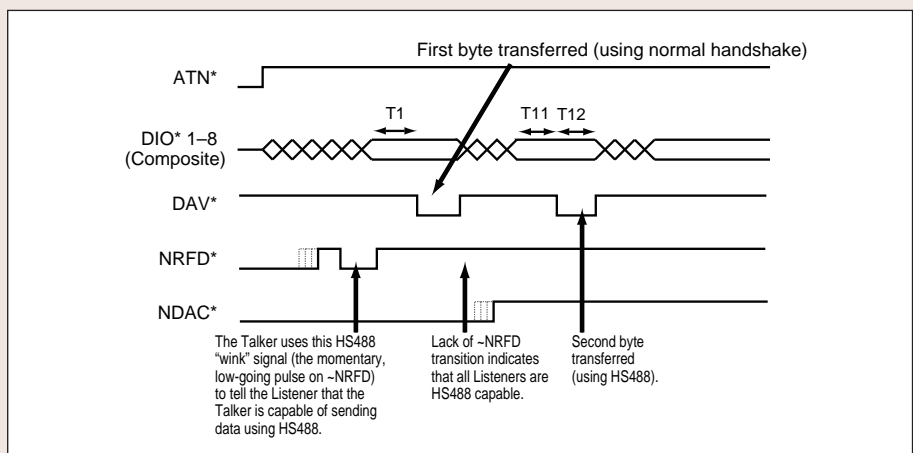 First byte transferred (using normal handshake)
ATN*
T1
T11
T12
DIO* 1–8
(Composite)
DAV*
NRFD*
NDAC*
The Talker uses this HS488
“wink” signal (the momentary,
low-going pulse on ~NRFD)
to tell the Listener that the
Talker is capable of sending
data using HS488.
Lack of ~NRFD
transition indicates
that all Listeners are
HS488 capable.
Second byte
transferred
(using HS488).